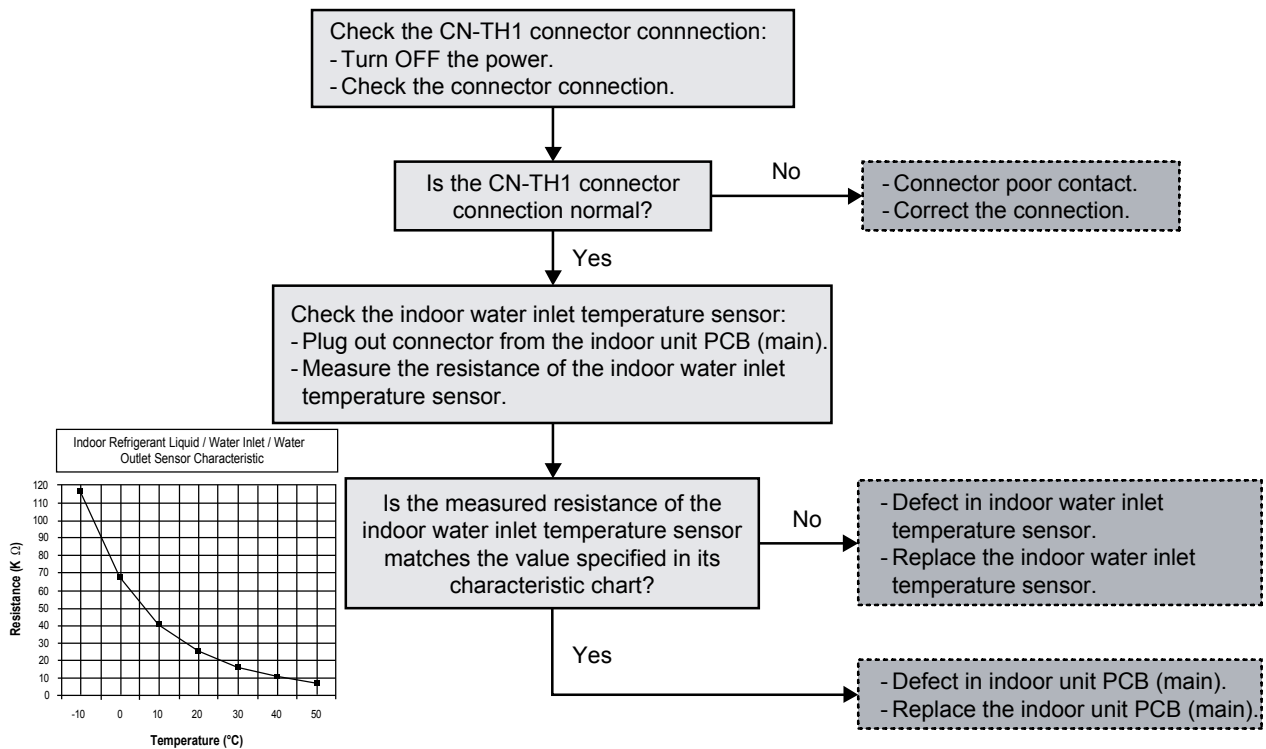 Check the CN-TH1 connector connnection:
- Turn OFF the power.
- Check the connector connection.
Is the CN-TH1 connector
connection normal?
No
- Connector poor contact.
- Correct the connection.
Yes
Check the indoor water inlet temperature sensor:
- Plug out connector from the indoor unit PCB (main).
- Measure the resistance of the indoor water inlet
temperature sensor.
Indoor Refrigerant Liquid / Water Inlet / Water
Outlet Sensor Characteristic
Resistance (K Ω)
120
110
100
90
80
70
60
50
40
30
20
10
0
-10 0 10 20 30 40 50
Temperature (°C)
Is the measured resistance of the
indoor water inlet temperature sensor
matches the value specified in its
characteristic chart?
No
- Defect in indoor water inlet
temperature sensor.
- Replace the indoor water inlet
temperature sensor.
Yes
- Defect in indoor unit PCB (main).
- Replace the indoor unit PCB (main).